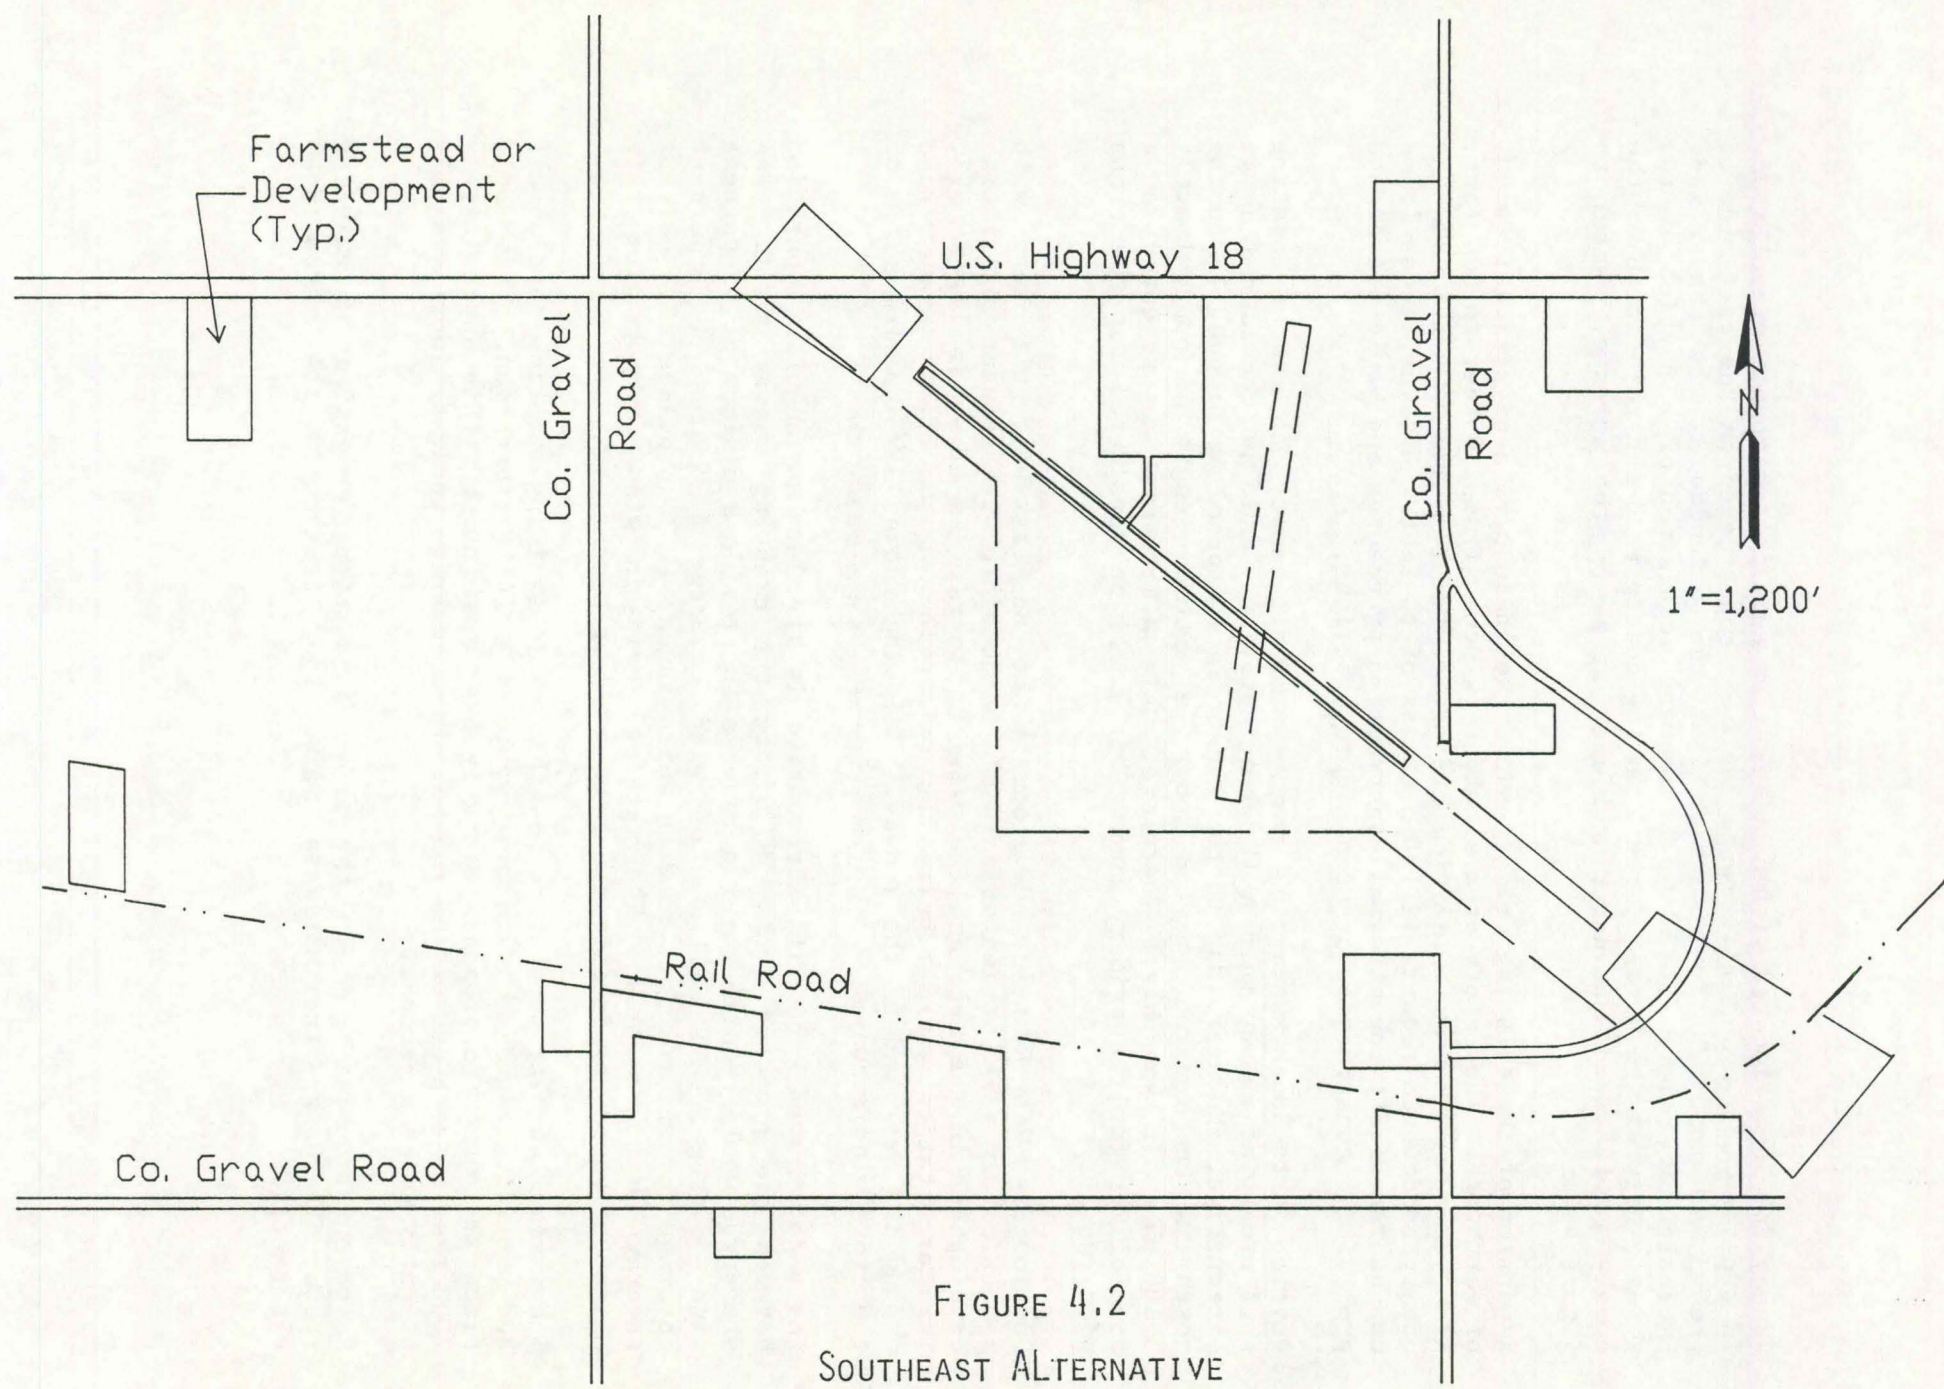 Farmstead or
Development
(Typ.)
U.S. Highway 18
Co. Gravel
Road
Co. Gravel
Road
N
1"=1,200'
Rail Road
Co. Gravel Road
FIGURE 4.2
SOUTHEAST ALTERNATIVE